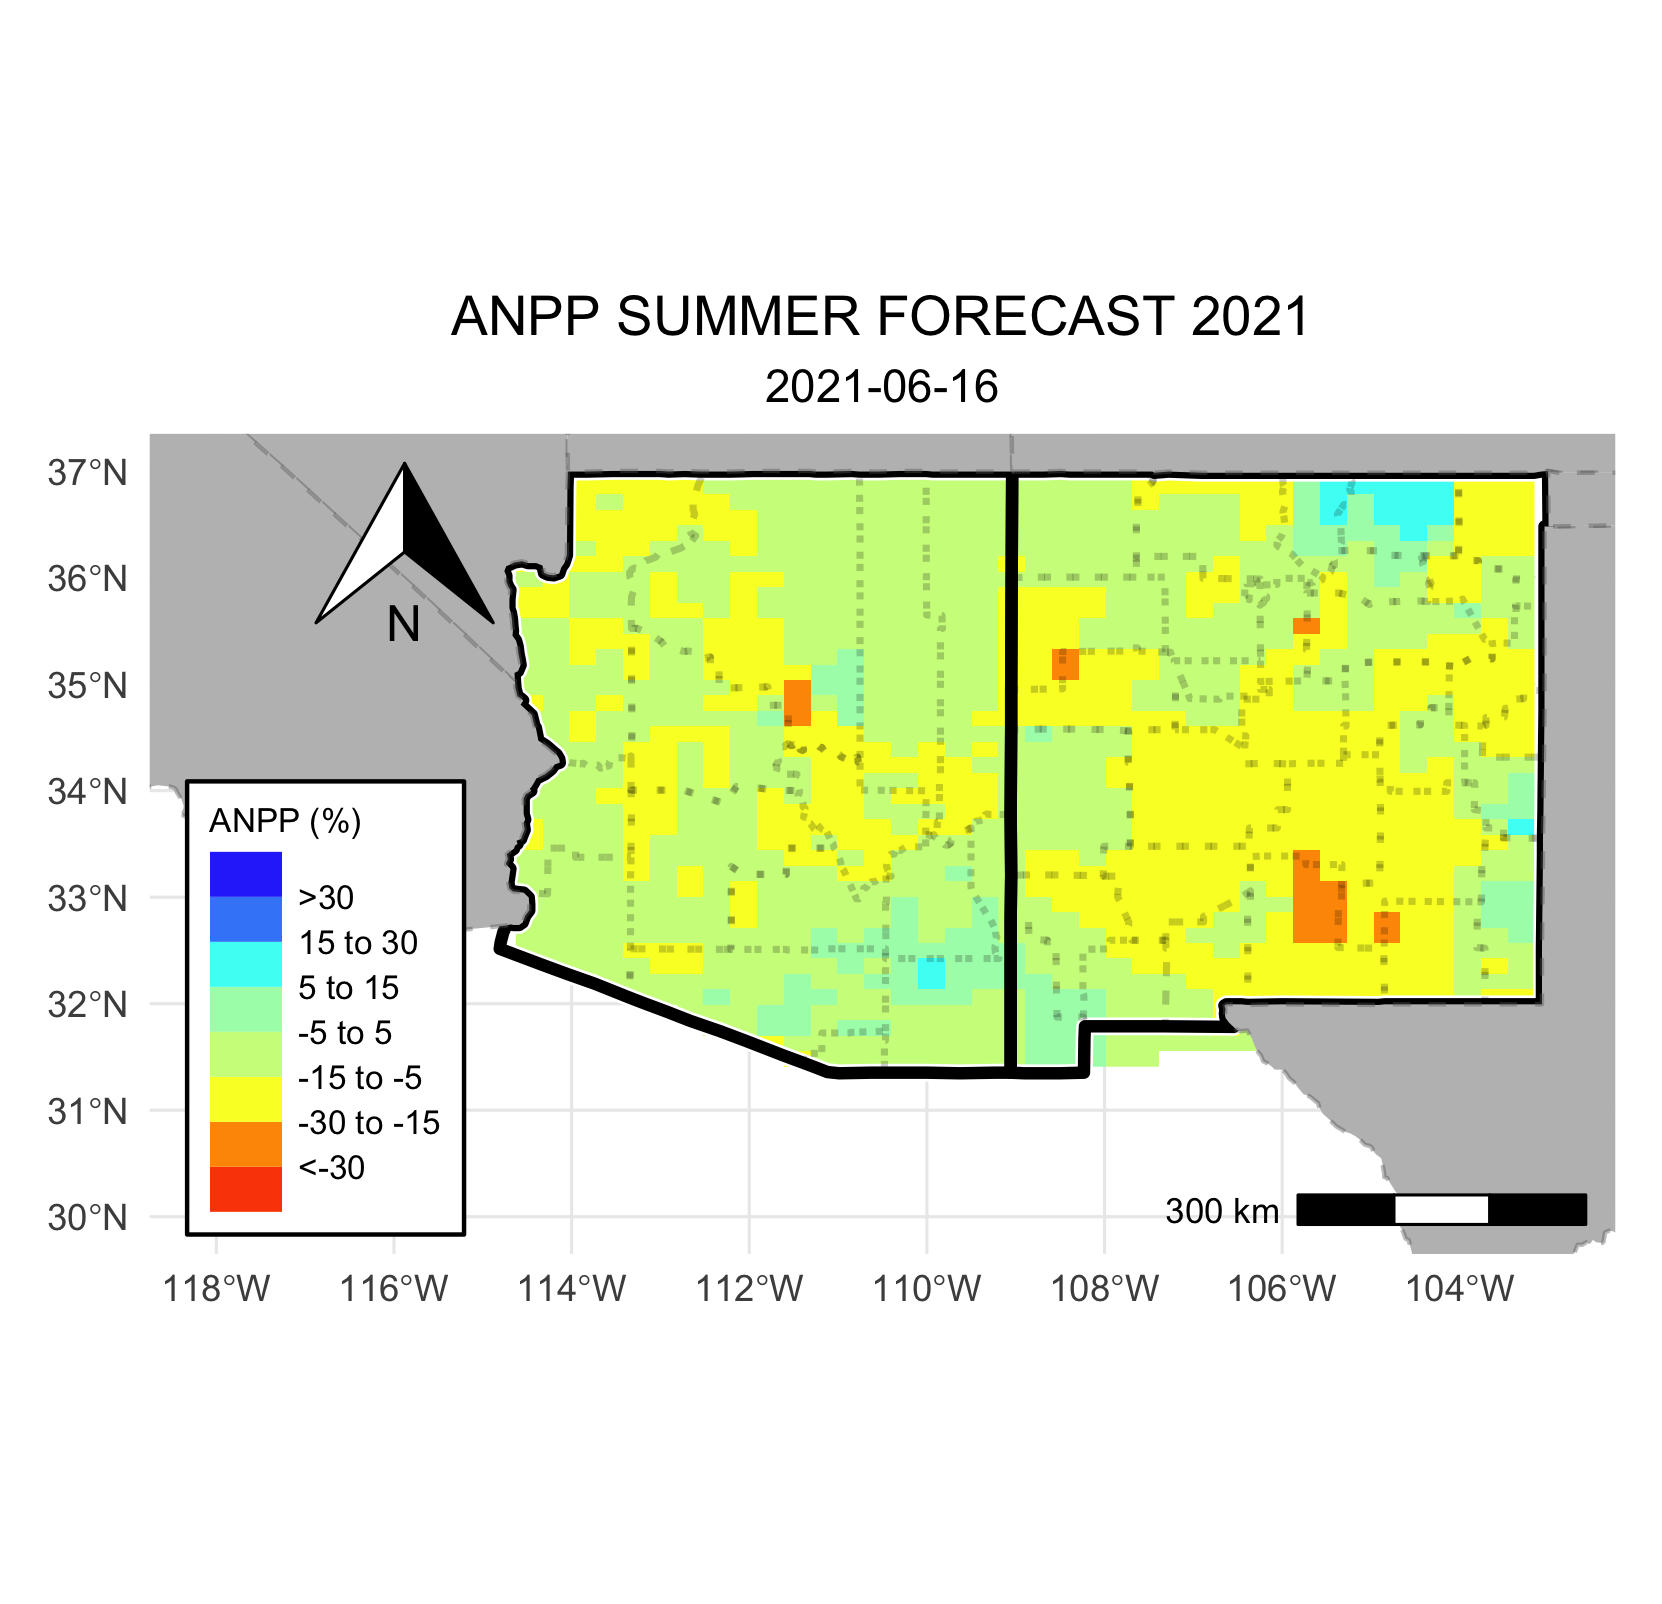 ANPP SUMMER FORECAST 2021
2021-06-16
37°N
36°N
35°N
34°N
33°N
32°N
31°N
30°N
N
ANPP (%)
>30
15 to 30
5 to 15
-5 to 5
-15 to -5
-30 to -15
<-30
300 km
118°W 116°W 114°W 112°W 110°W 108°W 106°W 104°W